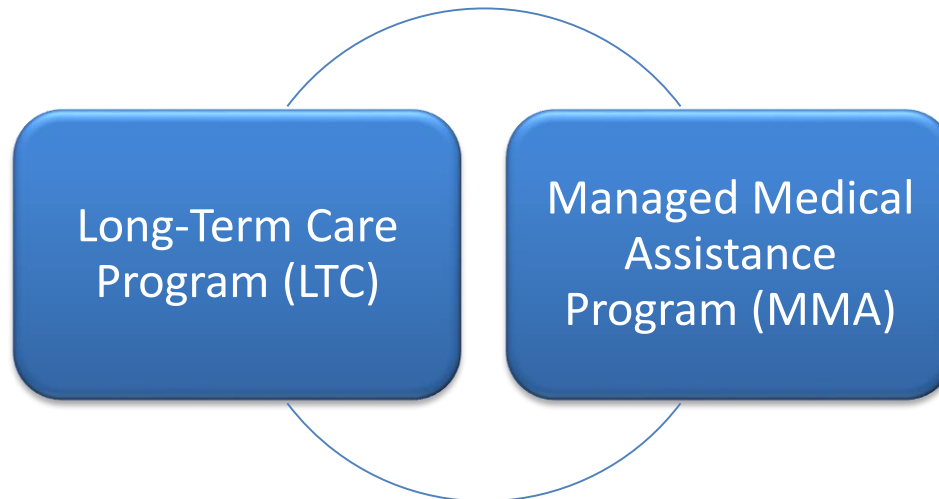 Long-Term Care
Program (LTC)
Managed Medical
Assistance
Program (MMA)